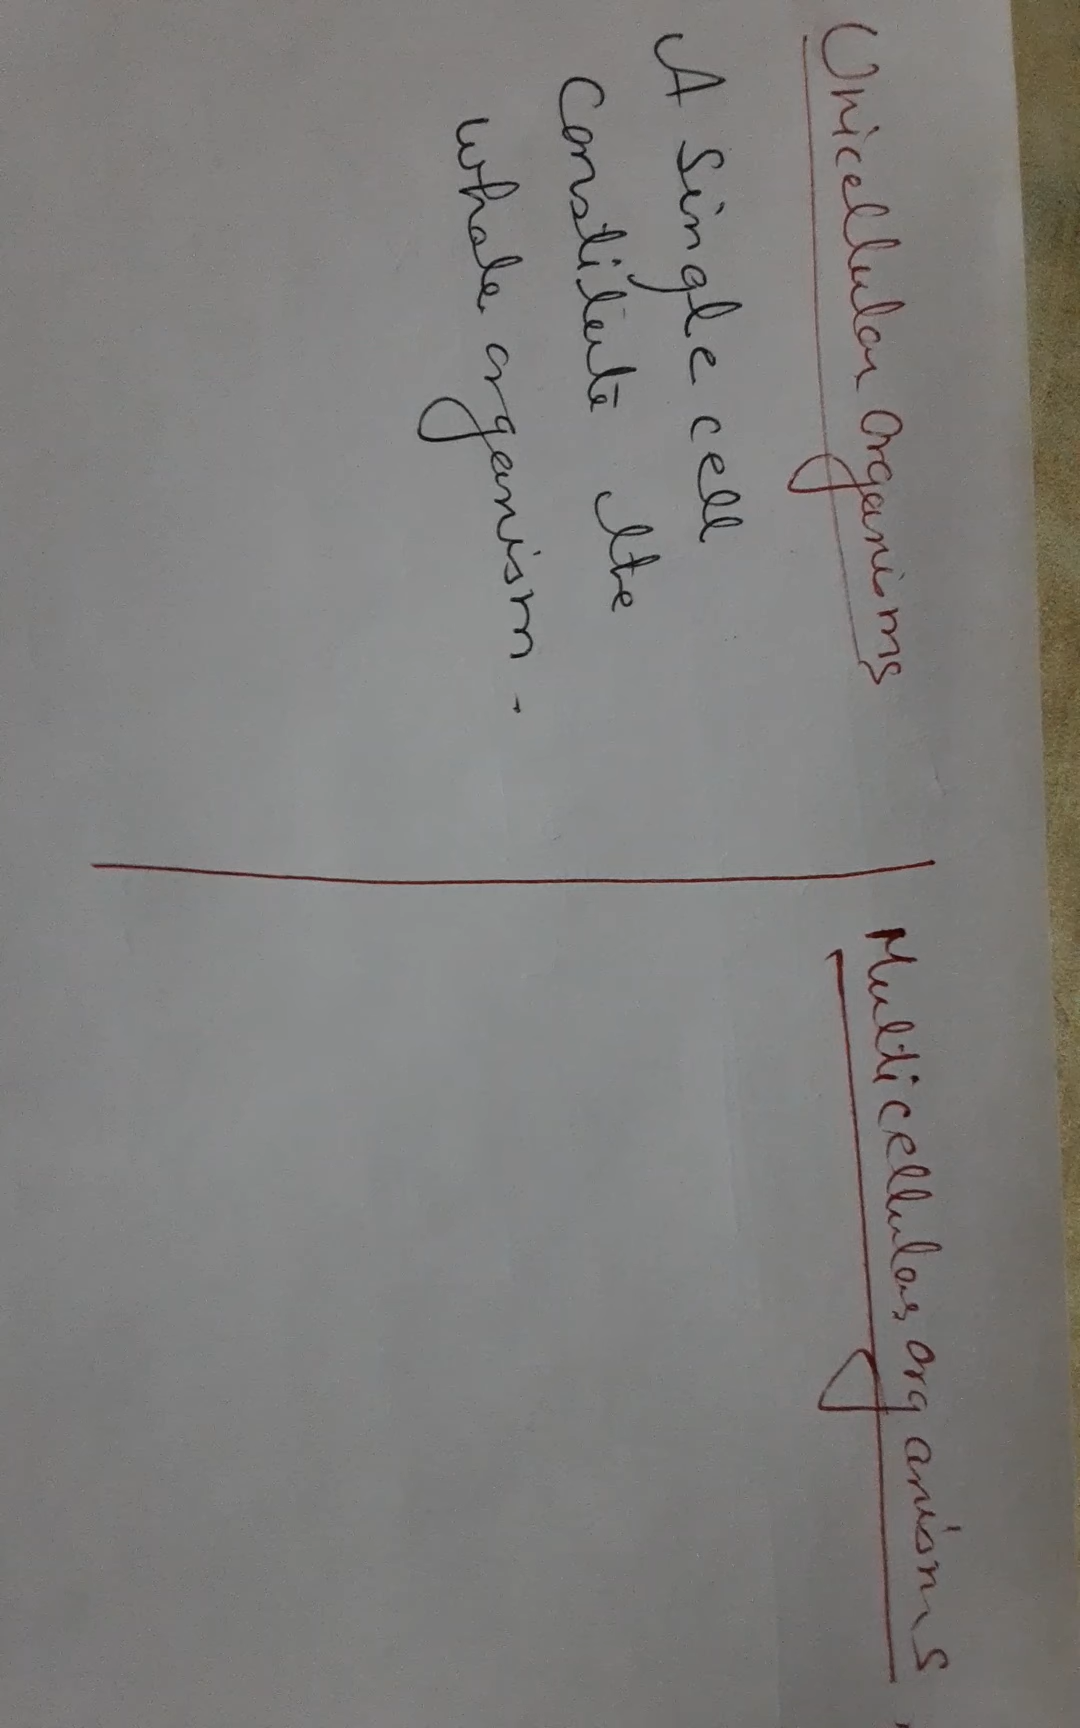 Unicellular organisms
A single cell
constitute the
whole organism.
Multicellular organisms